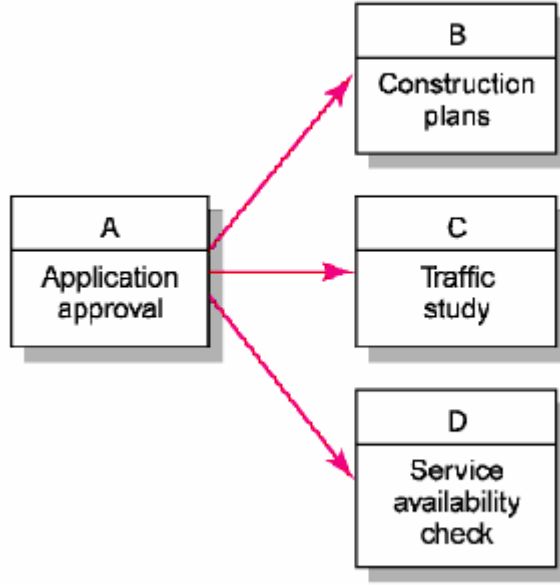 A
Application
approval
B
Construction
plans
C
Traffic
study
D
Service
availability
check